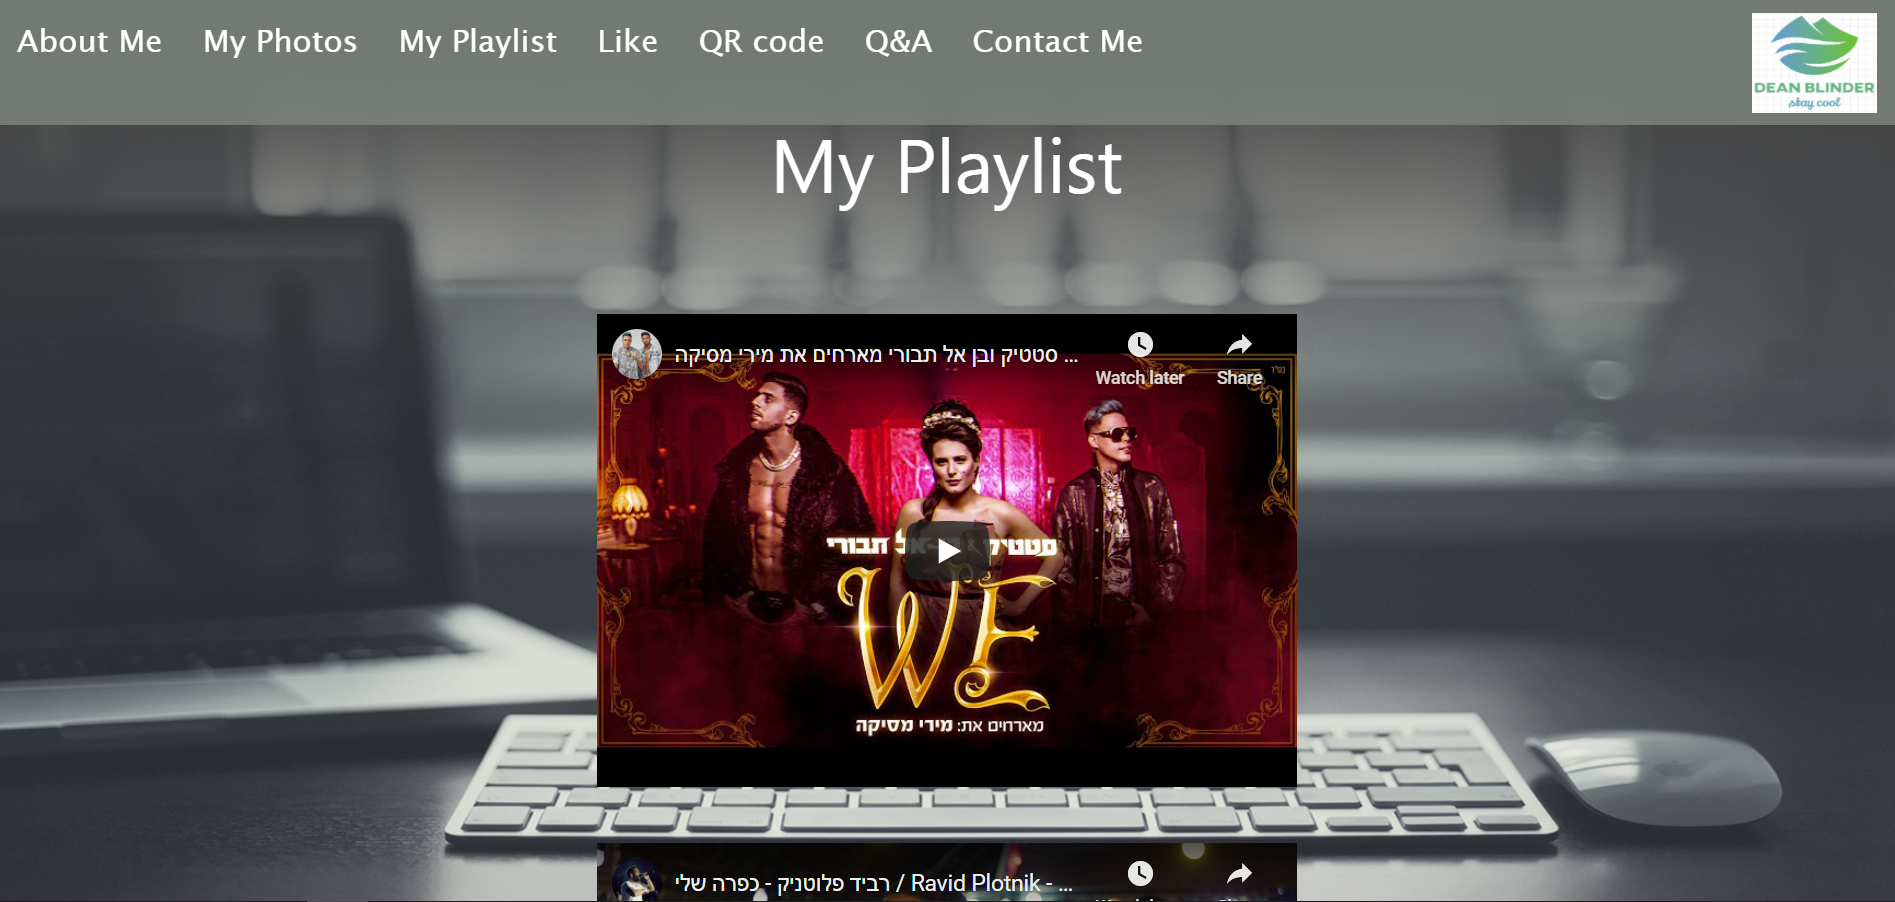 About Me
My Photos
My Playlist
Like
QR code
Q&A
Contact Me
DEAN BLINDER
stay cool
My Playlist
סטטיק ובן אל תבורי מארחים את מירי מסיקה ...
Watch later
Share
סטטיק & בן-אל תבורי
WE
מארחים את: מירי מסיקה
רביד פלוטניק - כפרה שלי / Ravid Plotnik - ...